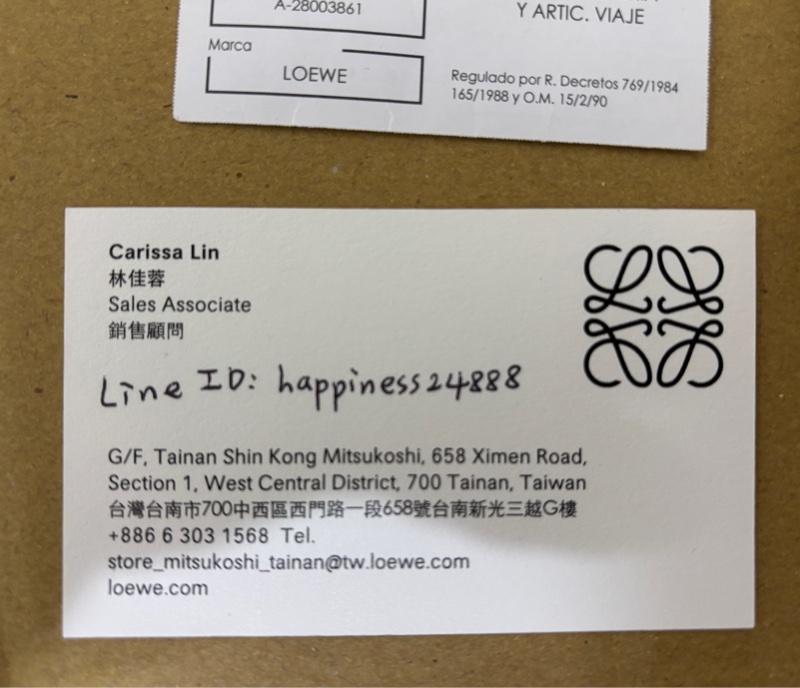 A-28003861
Y ARTIC. VIAJE
Marca
LOEWE
Regulado por R. Decretos 769/1984
165/1988 y O.M. 15/2/90
Carissa Lin
林佳蓉
Sales Associate
銷售顧問
Line ID: happiness24888
G/F, Tainan Shin Kong Mitsukoshi, 658 Ximen Road,
Section 1, West Central District, 700 Tainan, Taiwan
台灣台南市700中西區西門路一段658號台南新光三越G樓
+886 6 303 1568 Tel.
store_mitsukoshi_tainan@tw.loewe.com
loewe.com